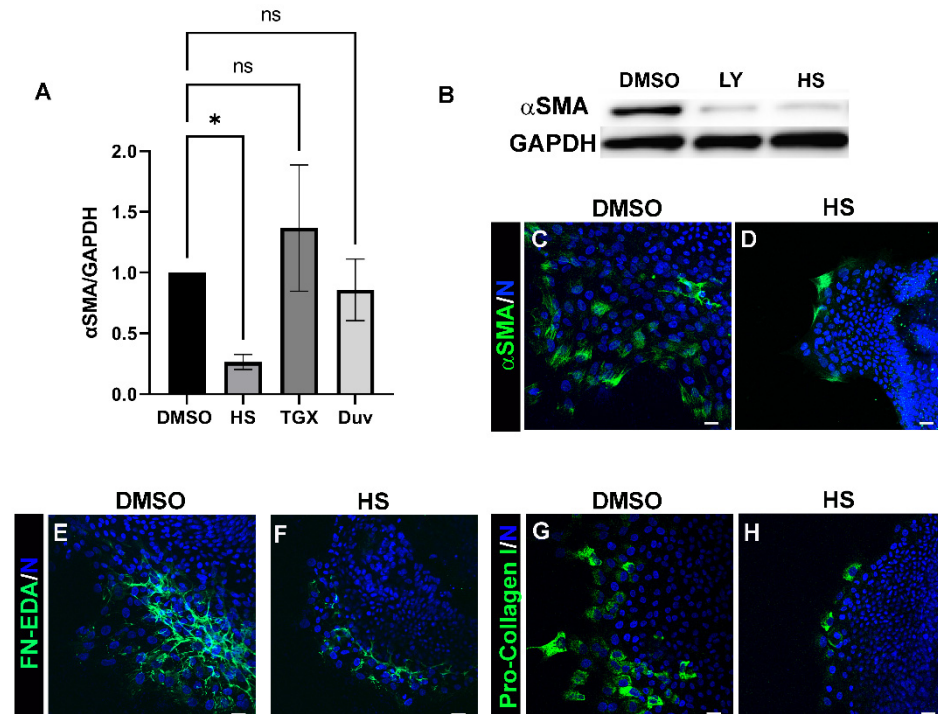 A
ns
ns
*
αSMA/GAPDH
2.0
1.5
1.0
0.5
0.0
DMSO HS TGX Duv
B
DMSO LY HS
αSMA
GAPDH
DMSO HS
αSMA/N
C D
DMSO HS
FN-EDA/N
E F
DMSO HS
Pro-Collagen I/N
G H